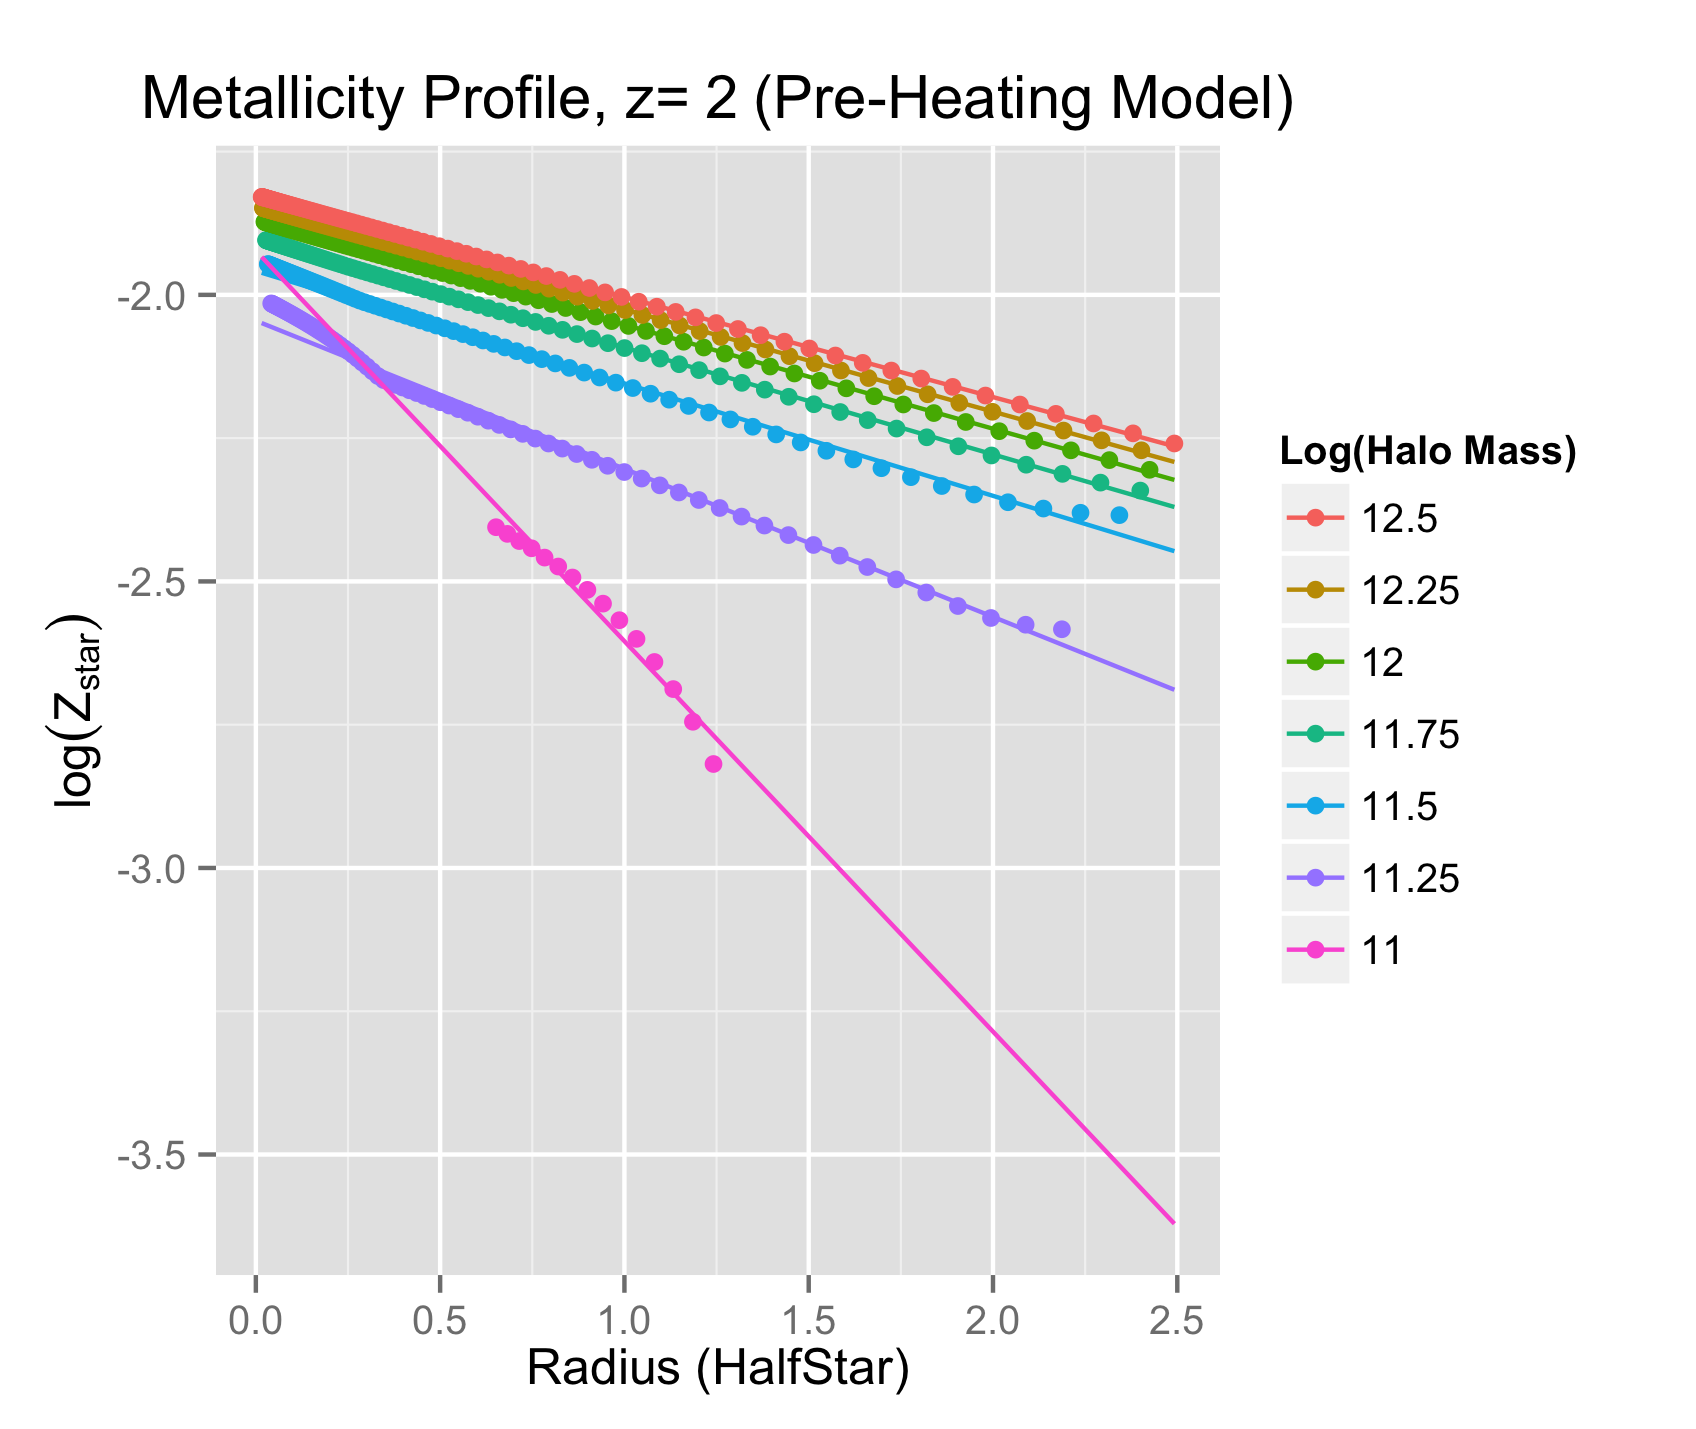 Metallicity Profile, z= 2 (Pre-Heating Model)
log(Zstar)
-2.0
-2.5
-3.0
-3.5
0.0 0.5 1.0 1.5 2.0 2.5
Radius (HalfStar)
Log(Halo Mass)
12.5
12.25
12
11.75
11.5
11.25
11